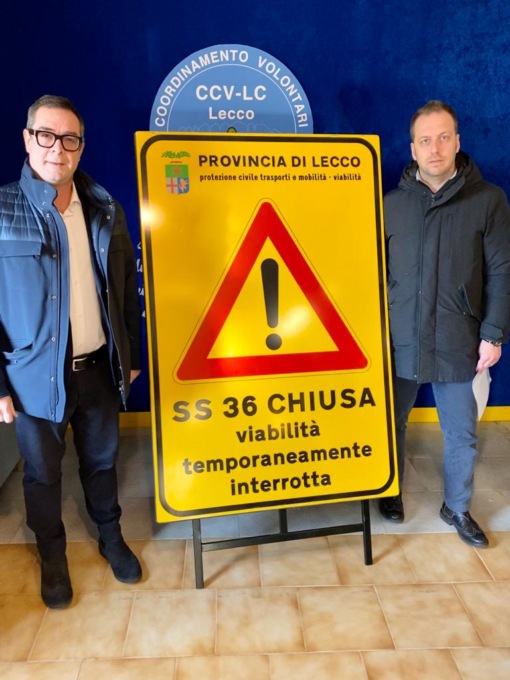 COORDINAMENTO VOLONTARI
CCV-LC
Lecco
PROVINCIA DI LECCO
protezione civile trasporti e mobilità - viabilità
SS 36 CHIUSA
viabilità
temporaneamente
interrotta